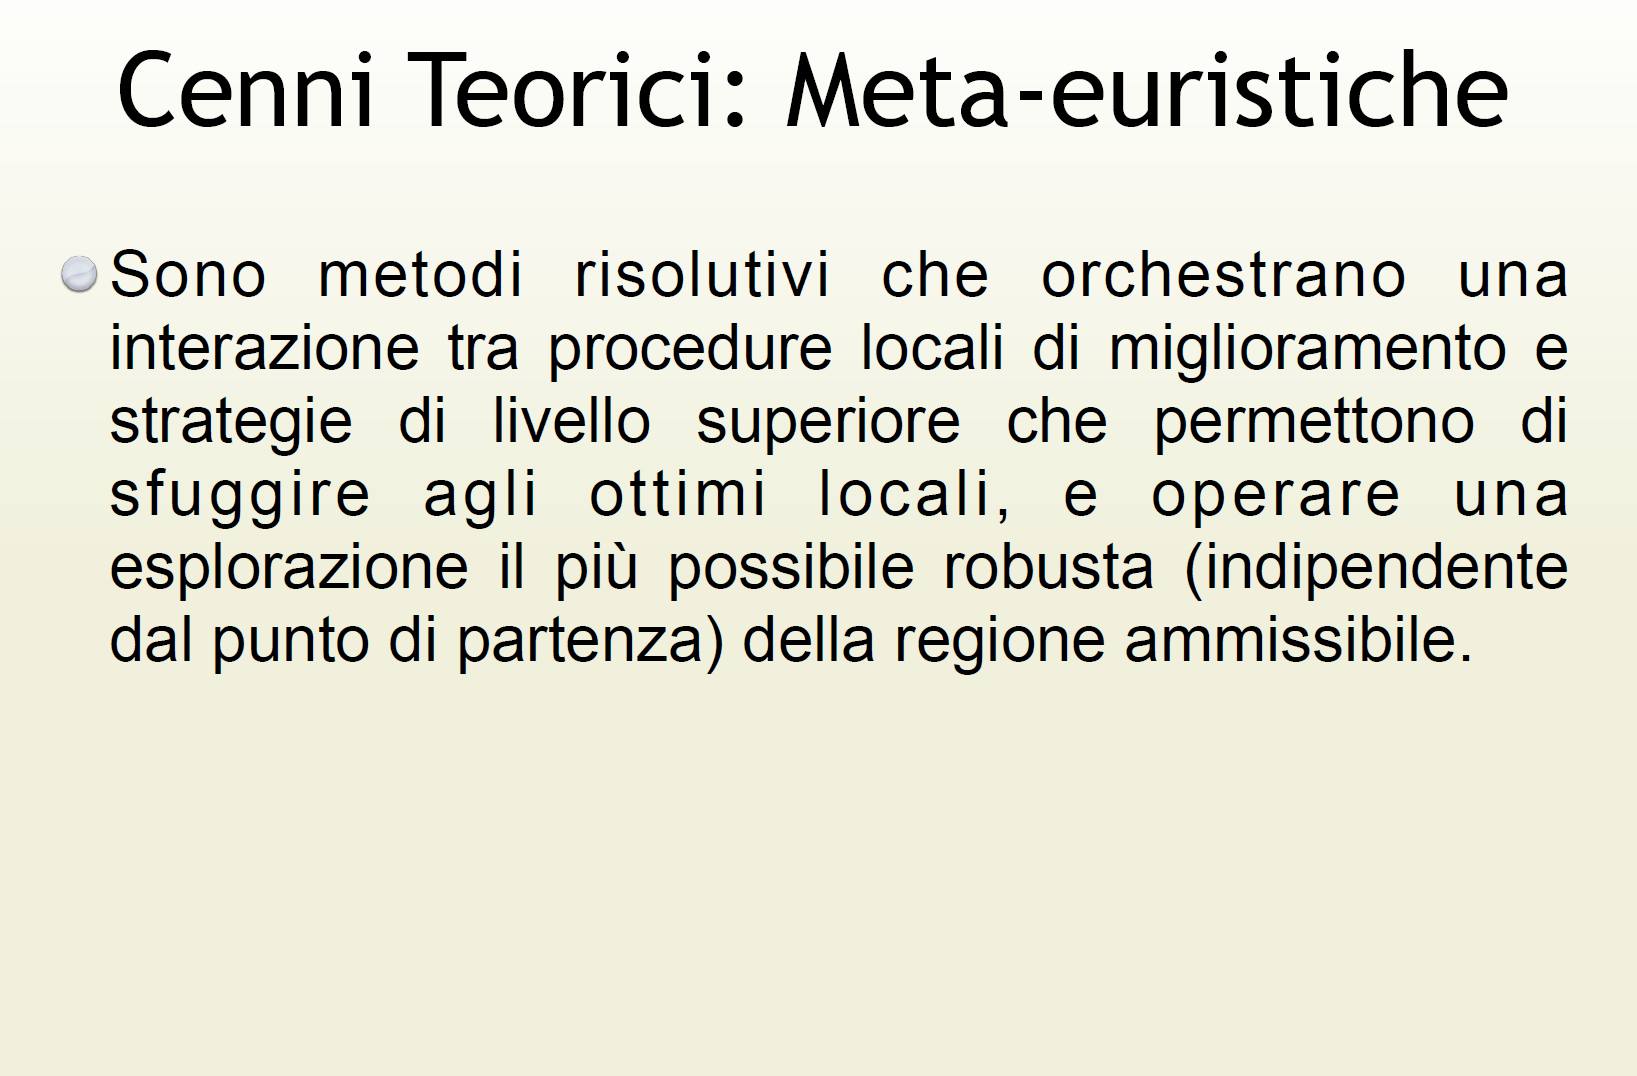 Cenni Teorici: Meta-euristiche
Sono metodi risolutivi che orchestrano una
interazione tra procedure locali di miglioramento e
strategie di livello superiore che permettono di
sfuggire agli ottimi locali, e operare una
esplorazione il più possibile robusta (indipendente
dal punto di partenza) della regione ammissibile.